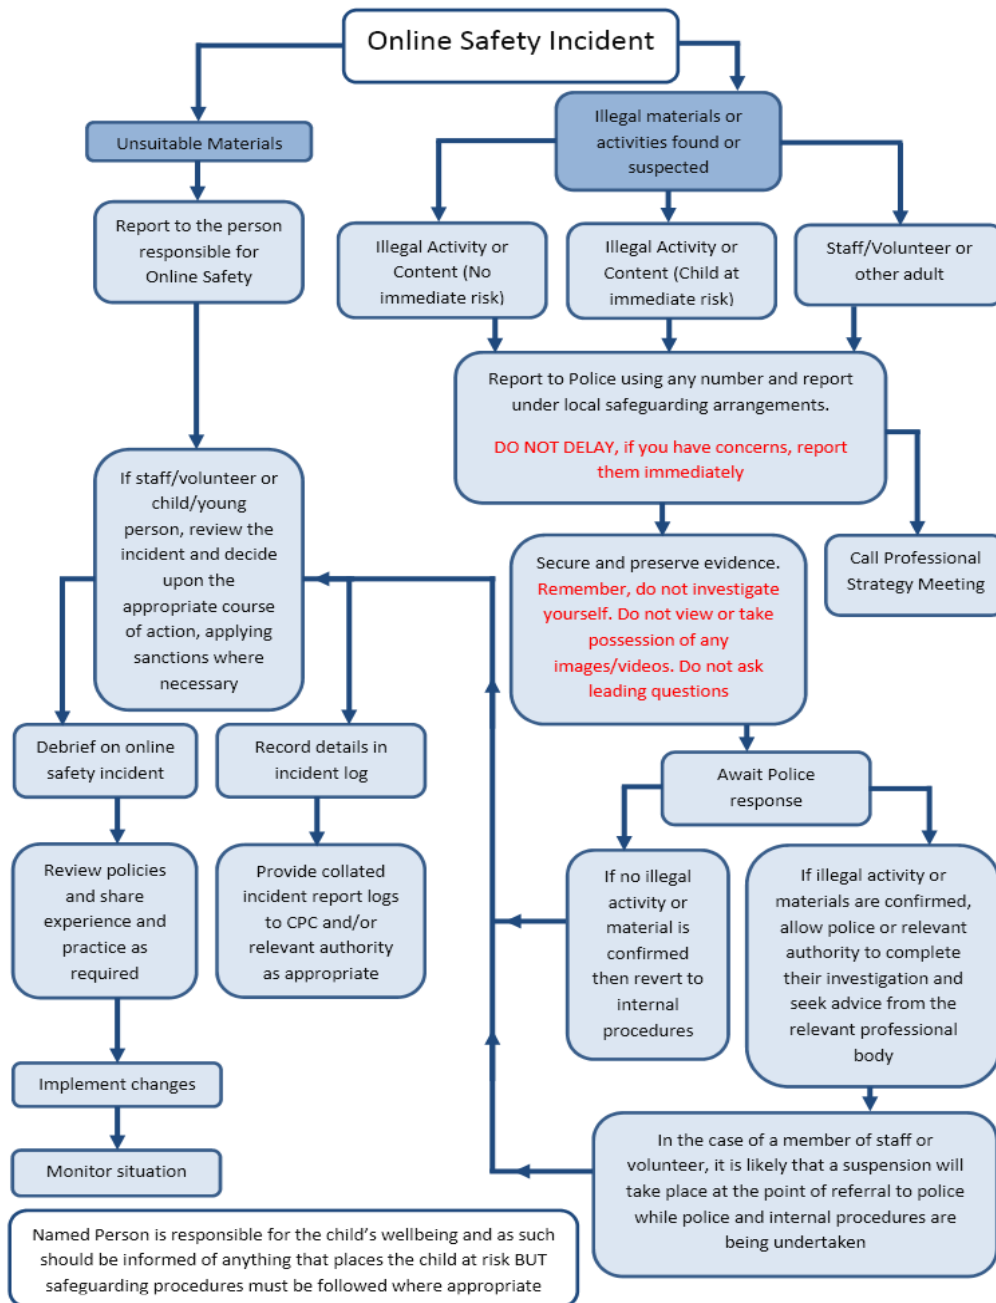 Online Safety Incident
Unsuitable Materials
Illegal materials or
activities found or
suspected
Report to the person
responsible for
Online Safety
Illegal Activity or
Content (No
immediate risk)
Illegal Activity or
Content (Child at
immediate risk)
Staff/Volunteer or
other adult
Report to Police using any number and report
under local safeguarding arrangements.
DO NOT DELAY, if you have concerns, report
them immediately
If staff/volunteer or
child/young
person, review the
incident and decide
upon the
appropriate course
of action, applying
sanctions where
necessary
Secure and preserve evidence.
Remember, do not investigate
yourself. Do not view or take
possession of any
images/videos. Do not ask
leading questions
Call Professional
Strategy Meeting
Debrief on online
safety incident
Record details in
incident log
Await Police
response
Review policies
and share
experience and
practice as
required
Provide collated
incident report logs
to CPC and/or
relevant authority
as appropriate
If no illegal
activity or
material is
confirmed
then revert to
internal
procedures
If illegal activity or
materials are confirmed,
allow police or relevant
authority to complete
their investigation and
seek advice from the
relevant professional
body
Implement changes
Monitor situation
In the case of a member of staff or
volunteer, it is likely that a suspension will
take place at the point of referral to police
while police and internal procedures are
being undertaken
Named Person is responsible for the child’s wellbeing and as such
should be informed of anything that places the child at risk BUT
safeguarding procedures must be followed where appropriate